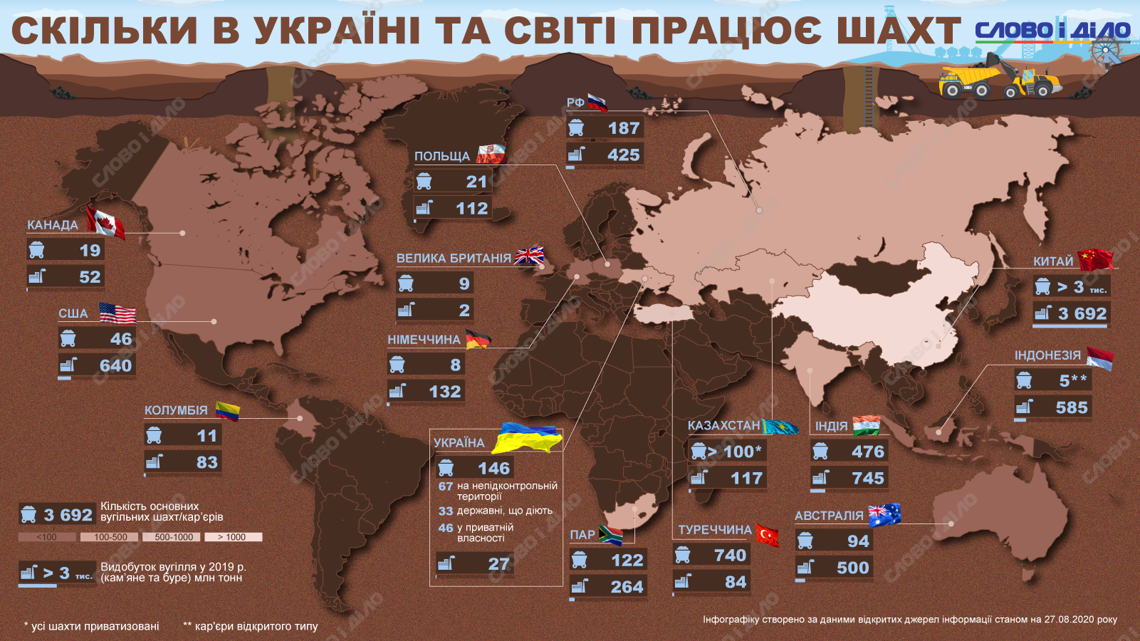 СКІЛЬКИ В УКРАЇНІ ТА СВІТІ ПРАЦЮЄ ШАХТ
СЛОВО І ДІЛО
РФ
187
425
ПОЛЬЩА
21
112
КАНАДА
19
52
ВЕЛИКА БРИТАНІЯ
9
2
КИТАЙ
> 3 тис.
3 692
США
46
640
НІМЕЧЧИНА
8
132
ІНДОНЕЗІЯ
5**
585
КОЛУМБІЯ
11
83
УКРАЇНА
146
67 на непідконтрольній
території
33 державні, що діють
46 у приватній
власності
27
КАЗАХСТАН
> 100*
117
ІНДІЯ
476
745
ПАР
122
264
ТУРЕЧЧИНА
740
84
АВСТРАЛІЯ
94
500
3 692
Кількість основних
вугільних шахт/кар’єрів
<100
100-500
500-1000
> 1000
> 3 тис.
Видобуток вугілля у 2019 р.
(кам’яне та буре) млн тонн
* усі шахти приватизовані
** кар’єри відкритого типу
Інфографіку створено за даними відкритих джерел інформації станом на 27.08.2020 року